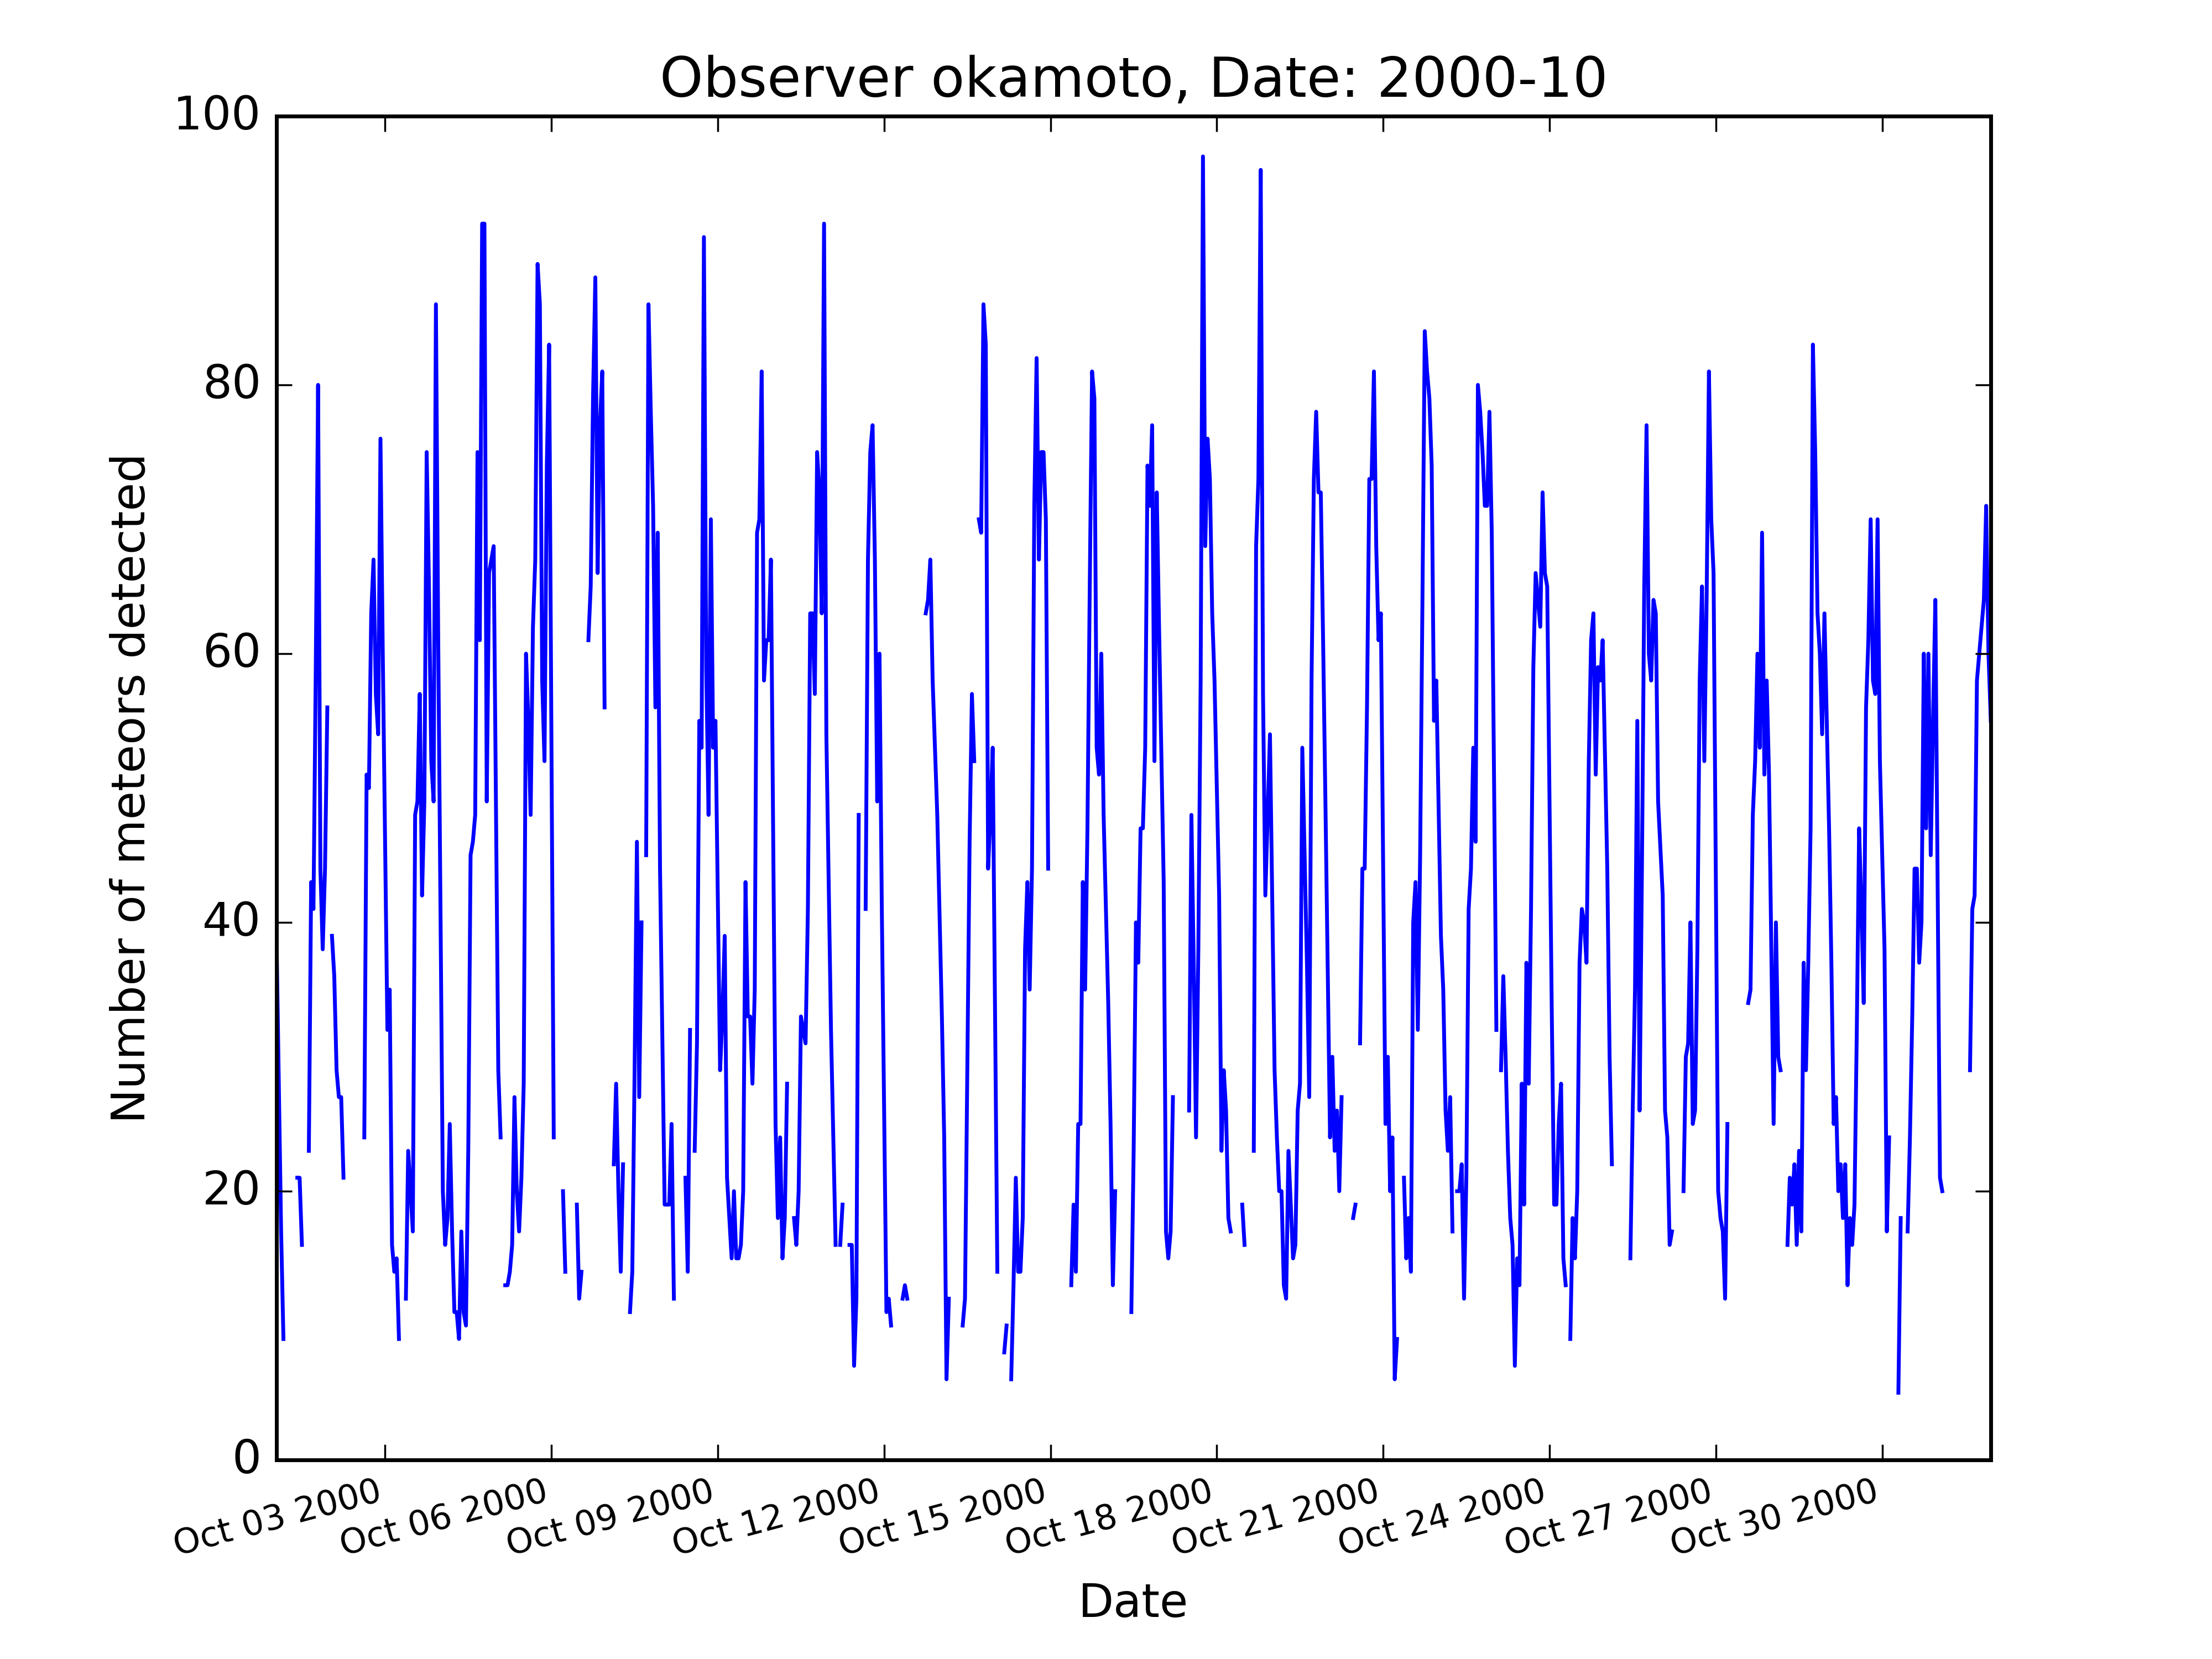 Observer okamoto, Date: 2000-10
100
80
60
40
20
0
Number of meteors detected
Oct 03 2000
Oct 06 2000
Oct 09 2000
Oct 12 2000
Oct 15 2000
Oct 18 2000
Oct 21 2000
Oct 24 2000
Oct 27 2000
Oct 30 2000
Date